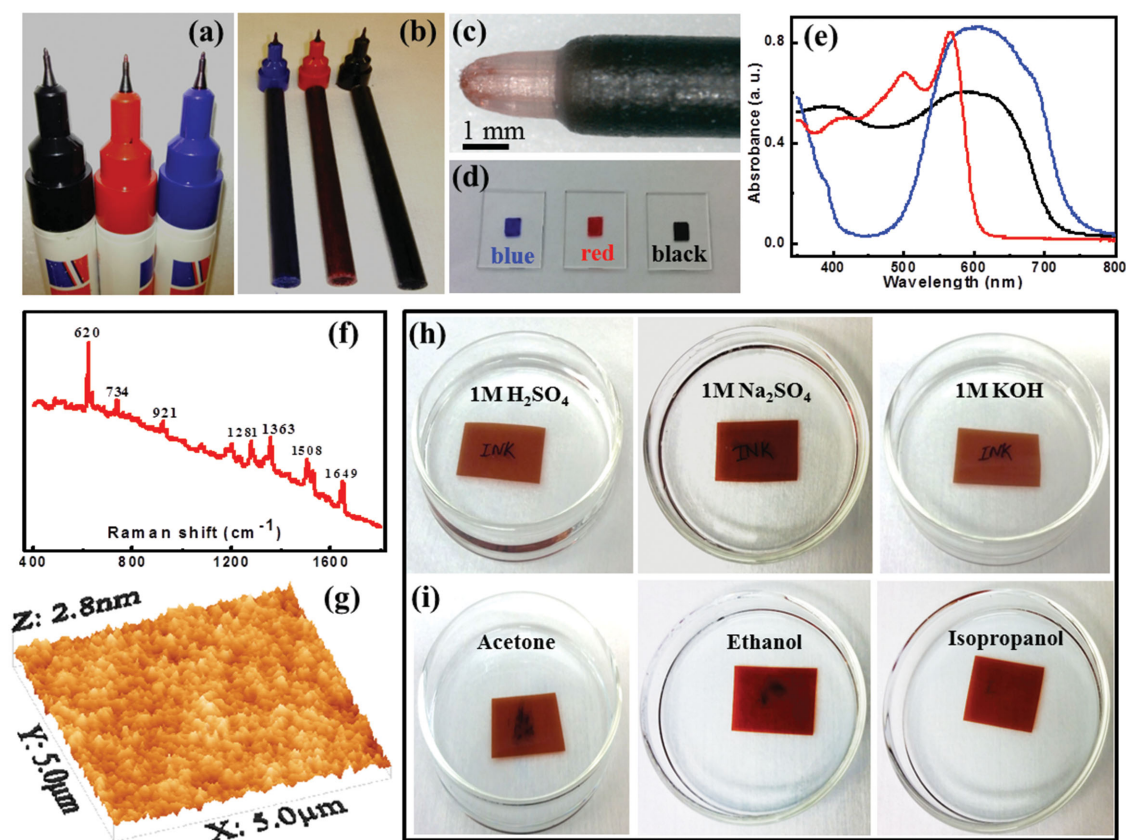 (a)
(b)
(c)
1 mm
(d)
blue red black
(e)
Absrobance (a. u.)
0.8
0.4
0.0
400 500 600 700 800
Wavelength (nm)
(f)
620
734
921
1281
1363
1508
1649
Raman shift (cm⁻¹)
400 800 1200 1600
(g)
Z: 2.8nm
Y: 5.0µm
X: 5.0µm
(h)
1M H₂SO₄
INK
1M Na₂SO₄
INK
1M KOH
INK
(i)
Acetone
Ethanol
Isopropanol